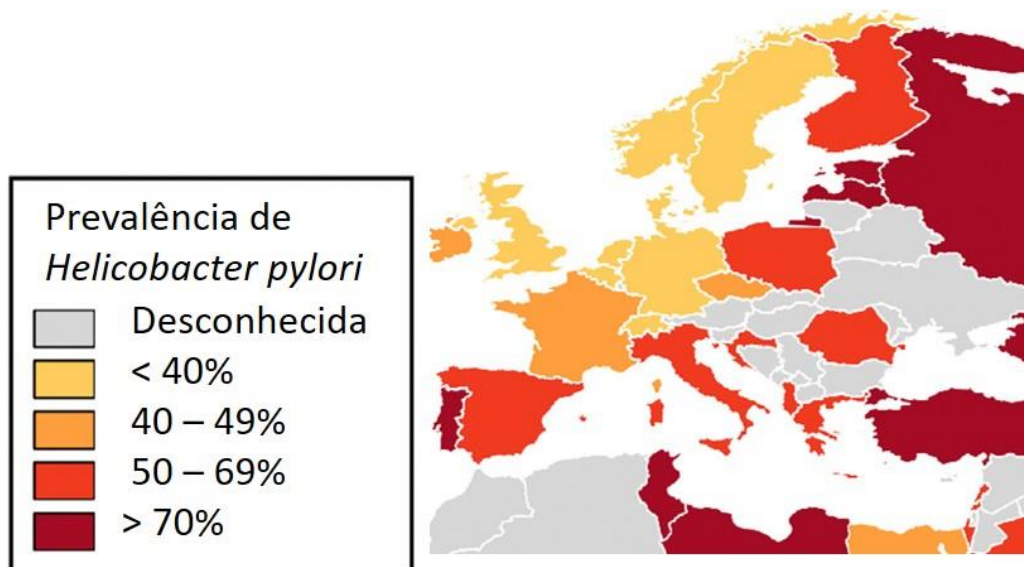 Prevalência de
Helicobacter pylori
Desconhecida
< 40%
40 – 49%
50 – 69%
> 70%